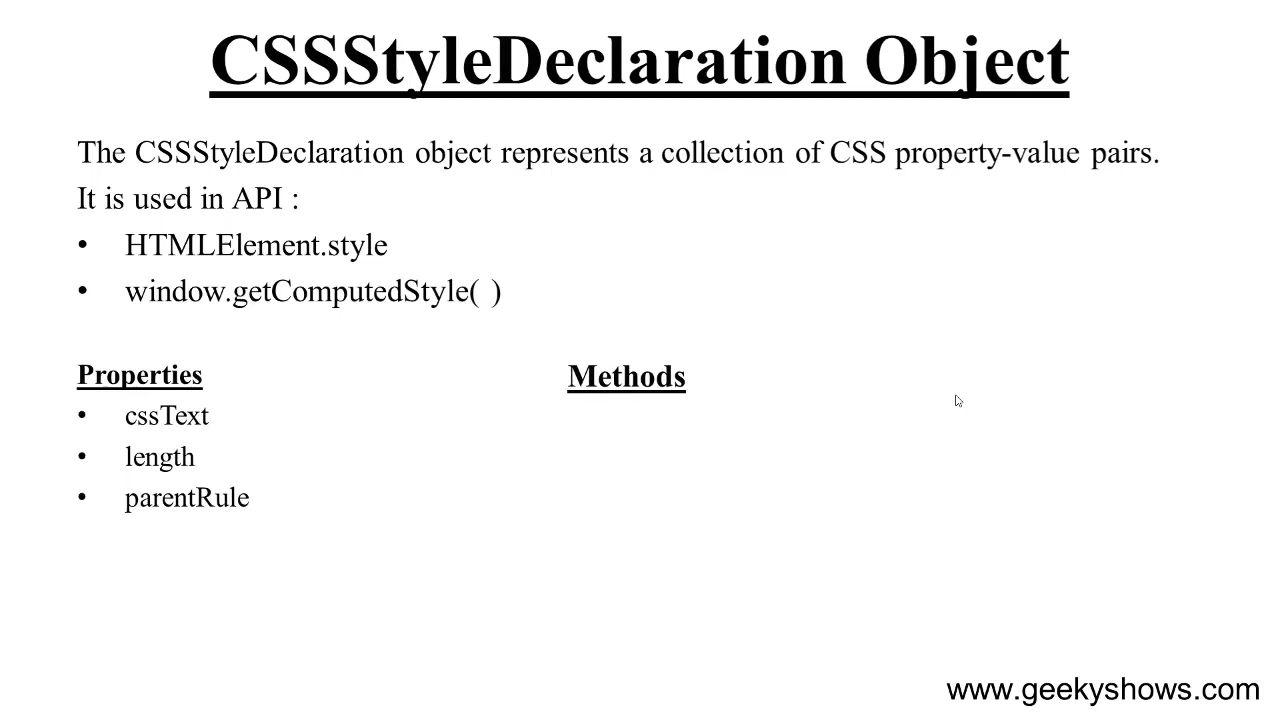 CSSStyleDeclaration Object
The CSSStyleDeclaration object represents a collection of CSS property-value pairs.
It is used in API :
• HTMLElement.style
• window.getComputedStyle( )
Properties
• cssText
• length
• parentRule
Methods
www.geekyshows.com